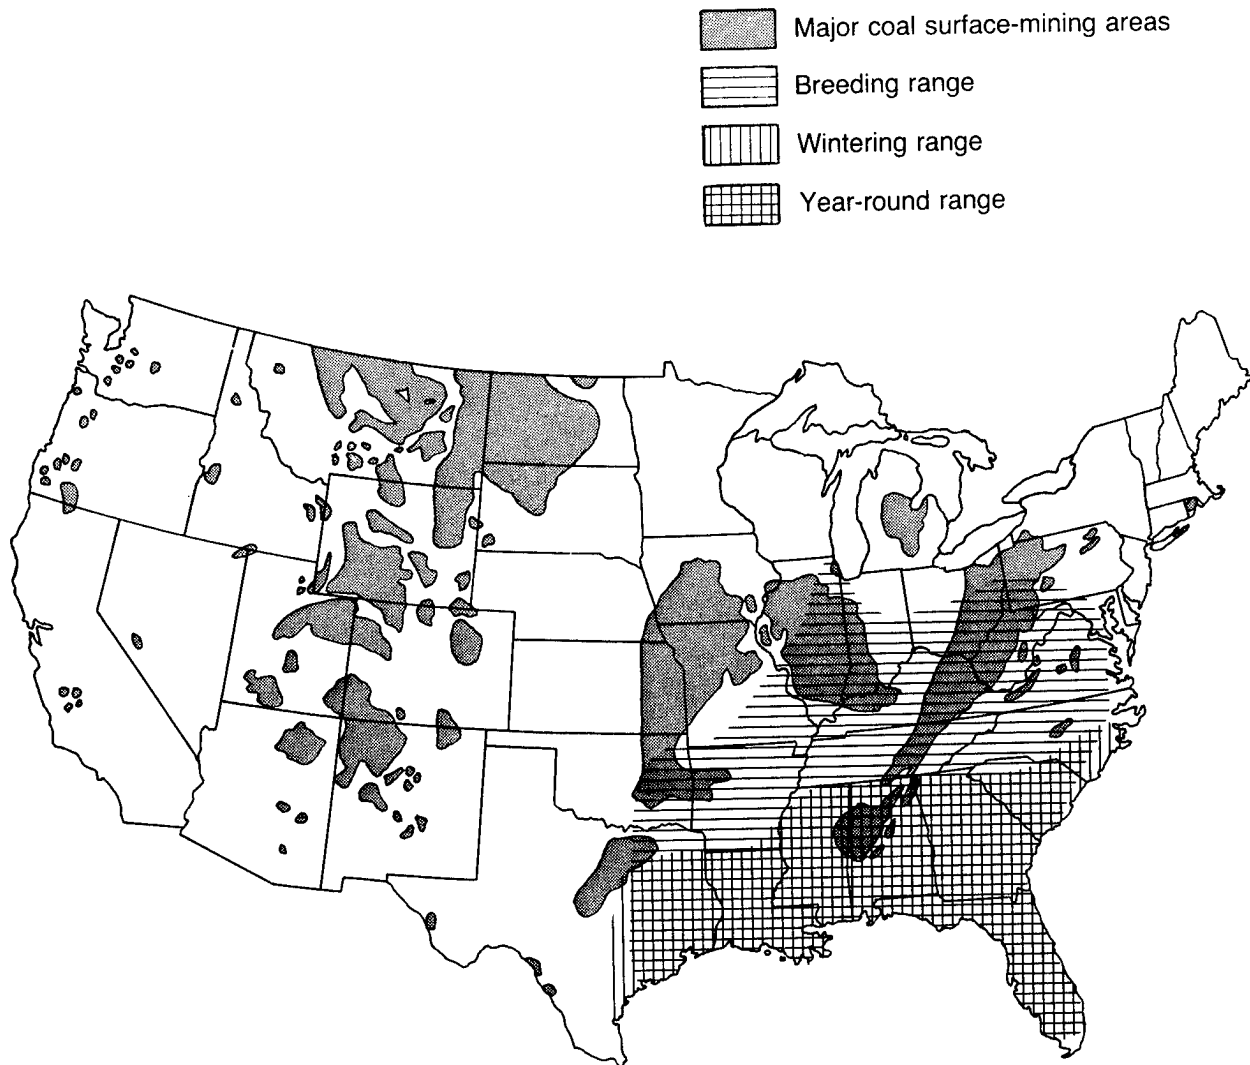 Major coal surface-mining areas
Breeding range
Wintering range
Year-round range